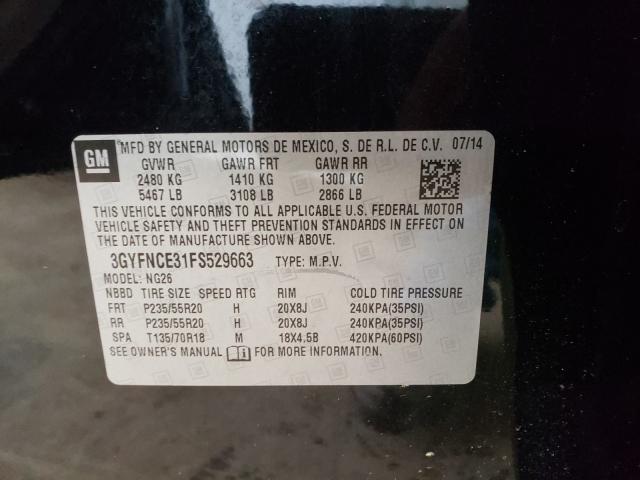 GM
MFD BY GENERAL MOTORS DE MEXICO, S. DE R.L. DE C.V. 07/14
GVWR GAWR FRT GAWR RR
2480 KG 1410 KG 1300 KG
5467 LB 3108 LB 2866 LB
THIS VEHICLE CONFORMS TO ALL APPLICABLE U.S. FEDERAL MOTOR
VEHICLE SAFETY AND THEFT PREVENTION STANDARDS IN EFFECT ON
THE DATE OF MANUFACTURE SHOWN ABOVE.
3GYFNCE31FS529663 TYPE: M.P.V.
MODEL: NG26
NBBD TIRE SIZE SPEED RTG RIM COLD TIRE PRESSURE
FRT P235/55R20 H 20X8J 240KPA(35PSI)
RR P235/55R20 H 20X8J 240KPA(35PSI)
SPA T135/70R18 M 18X4.5B 420KPA(60PSI)
SEE OWNER'S MANUAL FOR MORE INFORMATION.